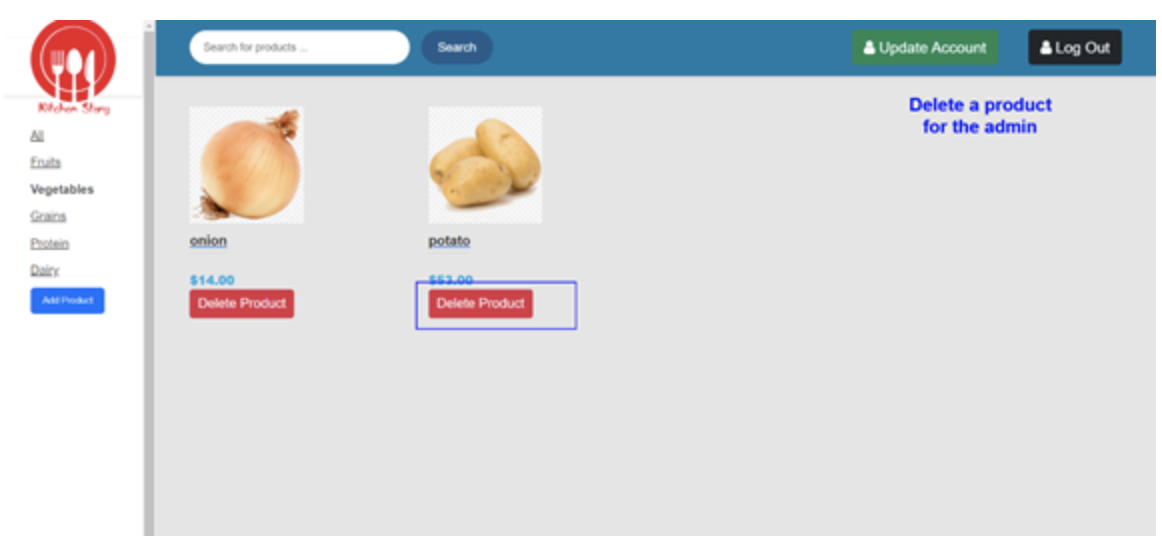 Kitchen Story
All
Fruits
Vegetables
Grains
Protein
Dairy
Add Product
Search for products ...
Search
Update Account
Log Out
Delete a product
for the admin
onion
$14.00
Delete Product
potato
$53.00
Delete Product